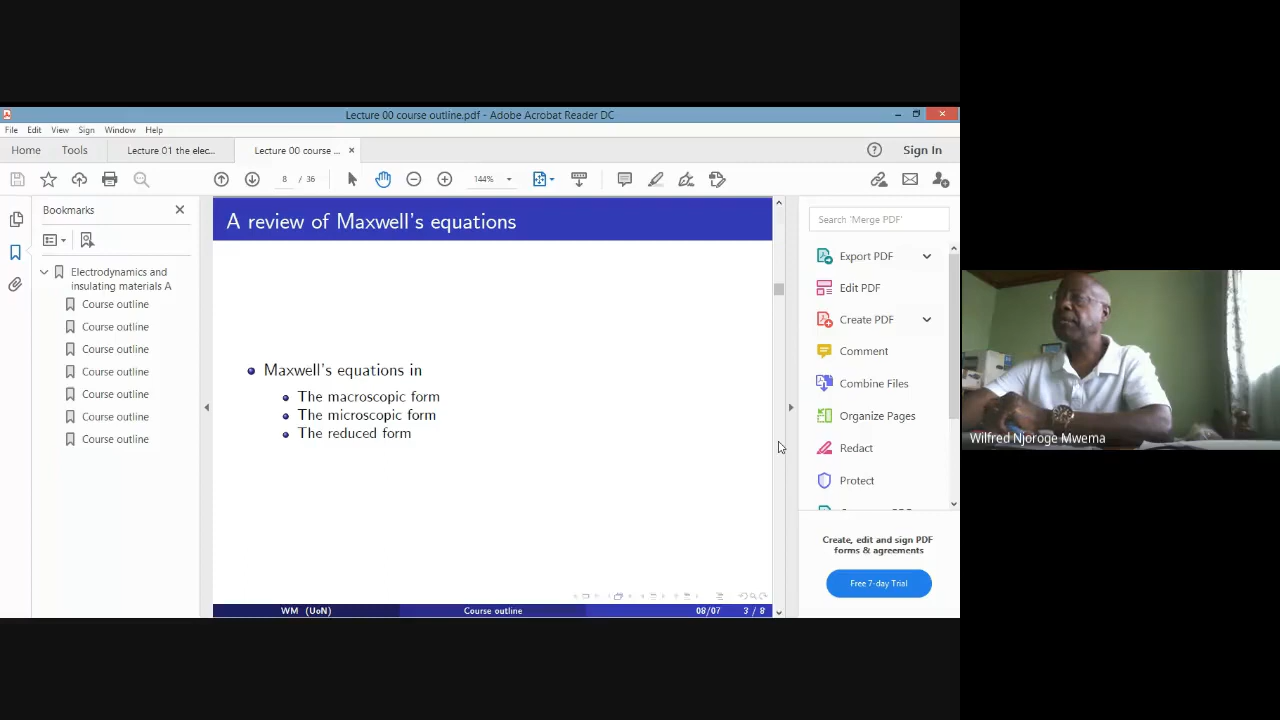 Lecture 00 course outline.pdf - Adobe Acrobat Reader DC
File Edit View Sign Window Help
Home Tools Lecture 01 the elec... Lecture 00 course ... × Sign In
8 / 36 144%
Bookmarks
Electrodynamics and
insulating materials A
Course outline
Course outline
Course outline
Course outline
Course outline
Course outline
Course outline
A review of Maxwell's equations
Maxwell's equations in
The macroscopic form
The microscopic form
The reduced form
WM (UoN) Course outline 08/07 3 / 8
Search 'Merge PDF'
Export PDF
Edit PDF
Create PDF
Comment
Combine Files
Organize Pages
Redact
Protect
Create, edit and sign PDF
forms & agreements
Free 7-day Trial
Wilfred Njoroge Mwema